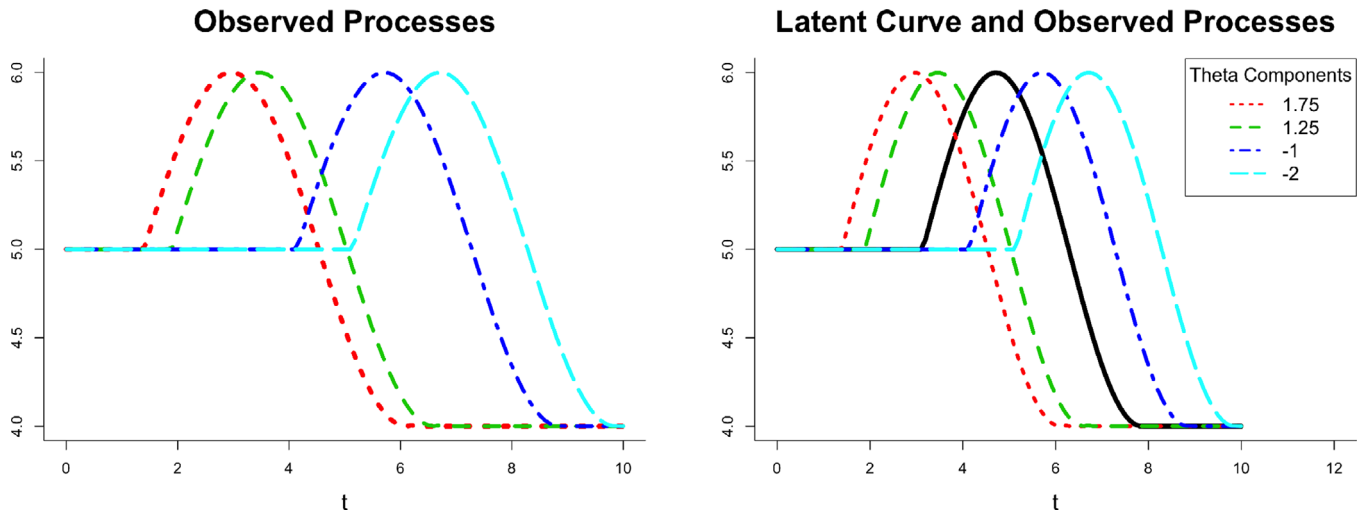 Observed Processes
6.0
5.5
5.0
4.5
4.0
0 2 4 6 8 10
t
Latent Curve and Observed Processes
6.0
5.5
5.0
4.5
4.0
0 2 4 6 8 10 12
t
Theta Components
1.75
1.25
-1
-2